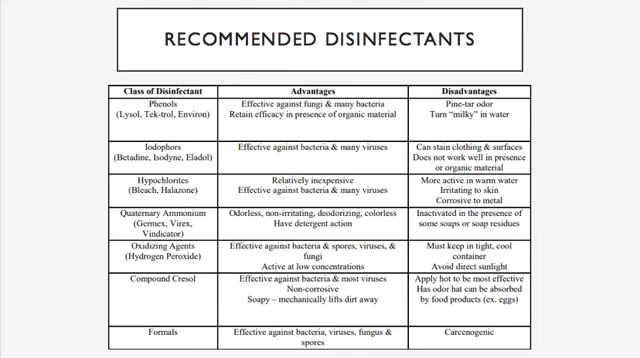 RECOMMENDED DISINFECTANTS
Class of Disinfectant Advantages Disadvantages
Phenols Effective against fungi & many bacteria Pine-tar odor
(Lysol, Tek-trol, Environ) Retain efficacy in presence of organic material Turn “milky” in water
Iodophors Effective against bacteria & many viruses Can stain clothing & surfaces
(Betadine, Isodyne, Eladol) Does not work well in presence
or organic material
Hypochlorites Relatively inexpensive More active in warm water
(Bleach, Halazone) Effective against bacteria & many viruses Irritating to skin
Corrosive to metal
Quaternary Ammonium Odorless, non-irritating, deodorizing, colorless Inactivated in the presence of
(Germex, Virex, Have detergent action some soaps or soap residues
Vindicator)
Oxidizing Agents Effective against bacteria & spores, viruses, & Must keep in tight, cool
(Hydrogen Peroxide) fungi container
Active at low concentrations Avoid direct sunlight
Compound Cresol Effective against bacteria & most viruses Apply hot to be most effective
Non-corrosive Has odor hat can be absorbed
Soapy – mechanically lifts dirt away by food products (ex. eggs)
Formals Effective against bacteria, viruses, fungus & Carcenogenic
spores